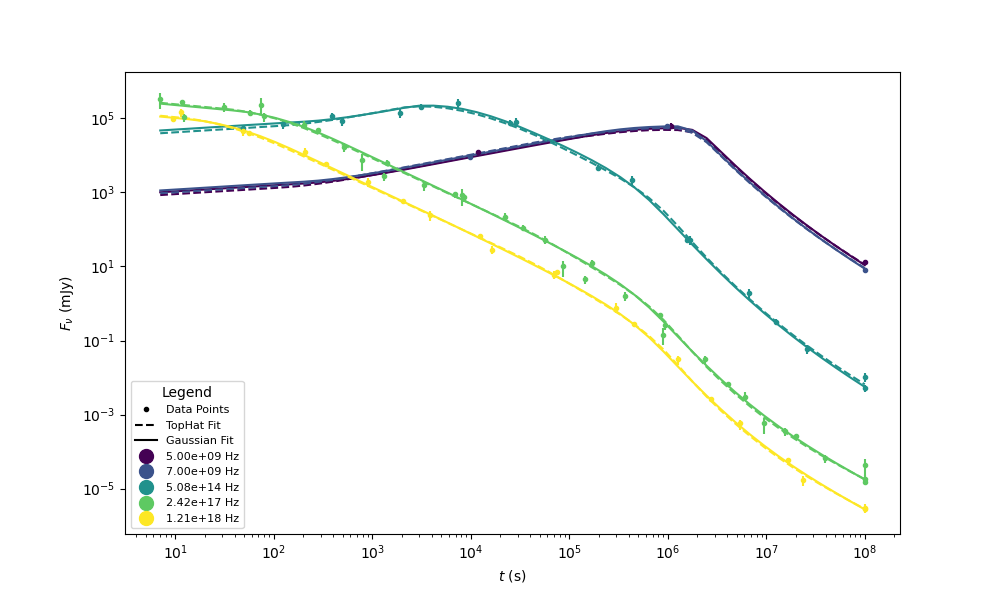 10^5
10^3
10^1
10^−1
10^−3
10^−5
F_ν (mJy)
Legend
Data Points
TopHat Fit
Gaussian Fit
5.00e+09 Hz
7.00e+09 Hz
5.08e+14 Hz
2.42e+17 Hz
1.21e+18 Hz
10^1 10^2 10^3 10^4 10^5 10^6 10^7 10^8
t (s)